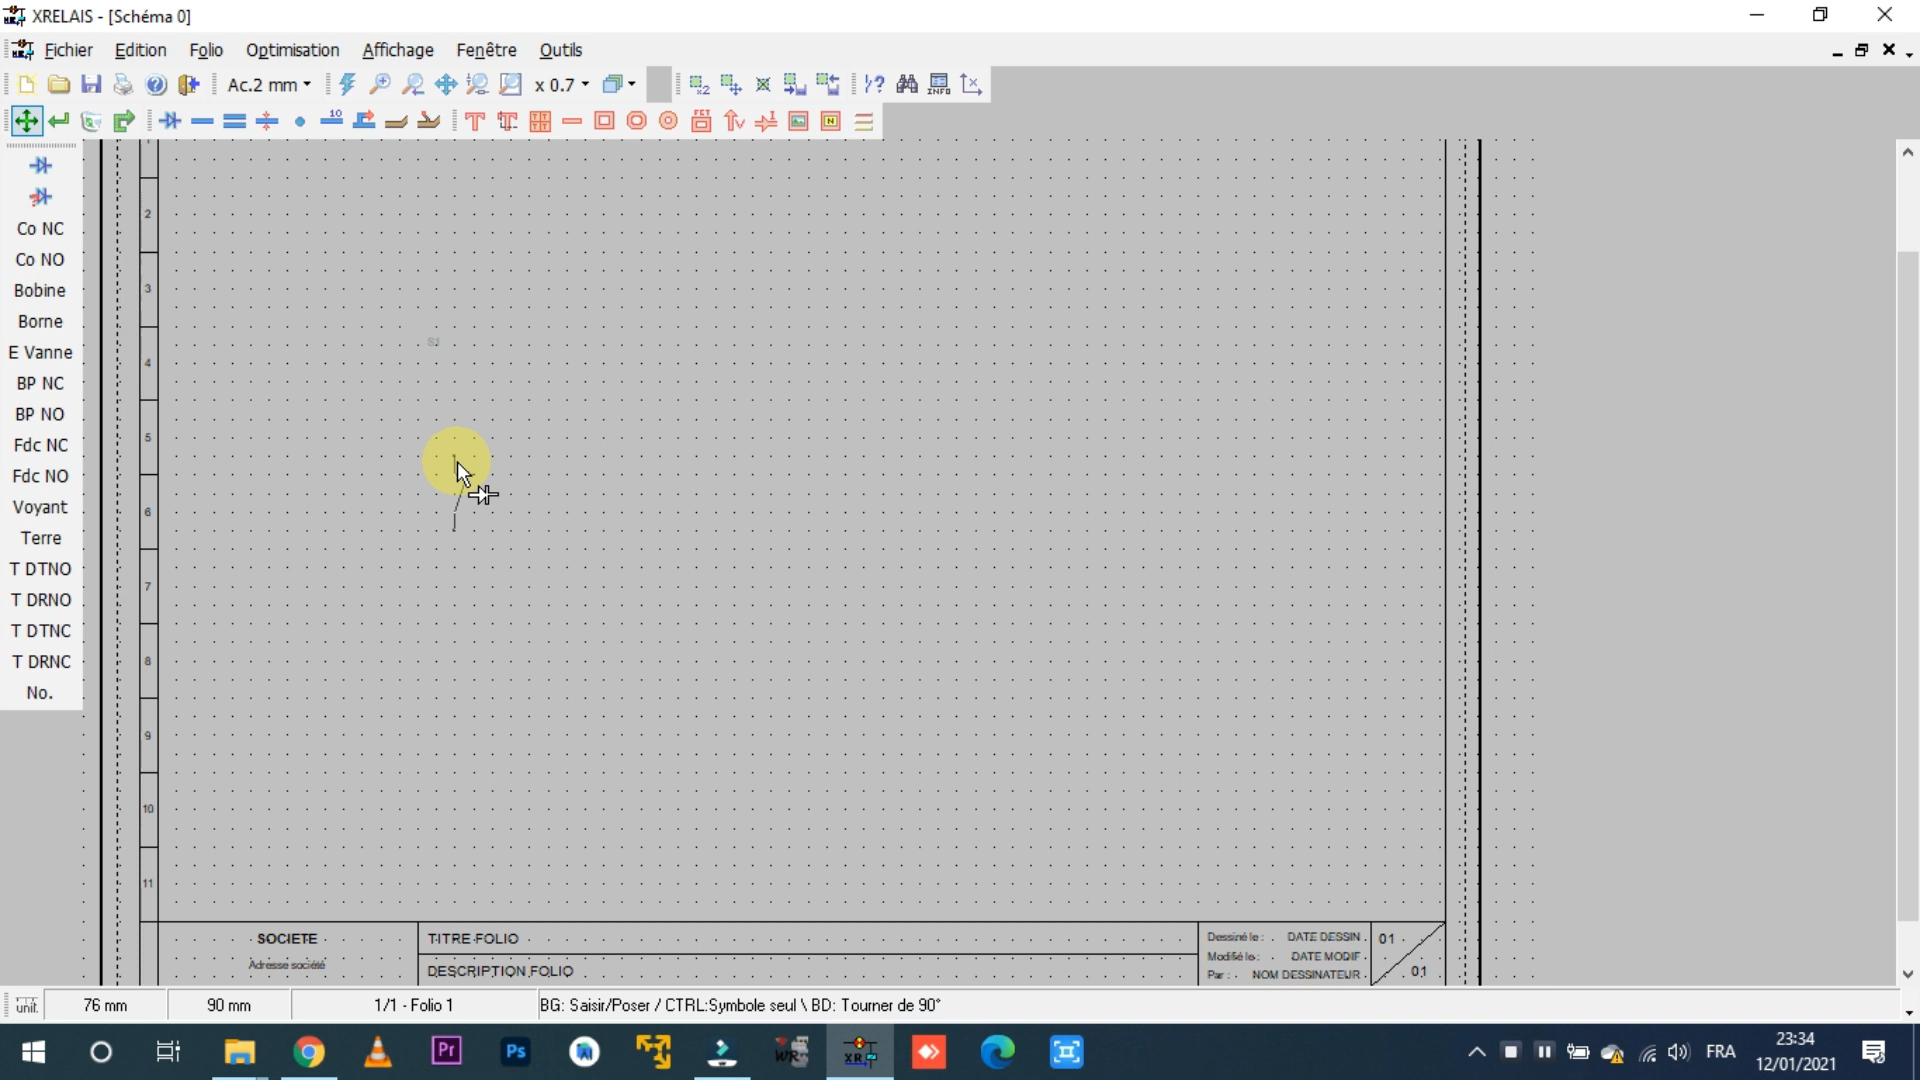 XRELAIS - [Schéma 0]
Fichier Edition Folio Optimisation Affichage Fenêtre Outils
Ac.2 mm x 0.7
10
Co NC
Co NO
Bobine
Borne
E Vanne
BP NC
BP NO
Fdc NC
Fdc NO
Voyant
Terre
T DTNO
T DRNO
T DTNC
T DRNC
No.
2
3
4
5
6
7
8
9
10
11
SOCIETE
Adresse société
TITRE FOLIO
DESCRIPTION FOLIO
Dessiné le : DATE DESSIN
Modifié le : DATE MODIF
Par : NOM DESSINATEUR
01
01
unit. 76 mm 90 mm 1/1 - Folio 1 BG: Saisir/Poser / CTRL:Symbole seul \ BD: Tourner de 90°
Pr Ps
FRA
23:34
12/01/2021